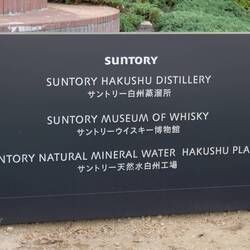 SUNTORY
SUNTORY HAKUSHU DISTILLERY
サントリー白州蒸溜所
SUNTORY MUSEUM OF WHISKY
サントリーウイスキー博物館
NTORY NATURAL MINERAL WATER HAKUSHU PLA
サントリー天然水白州工場